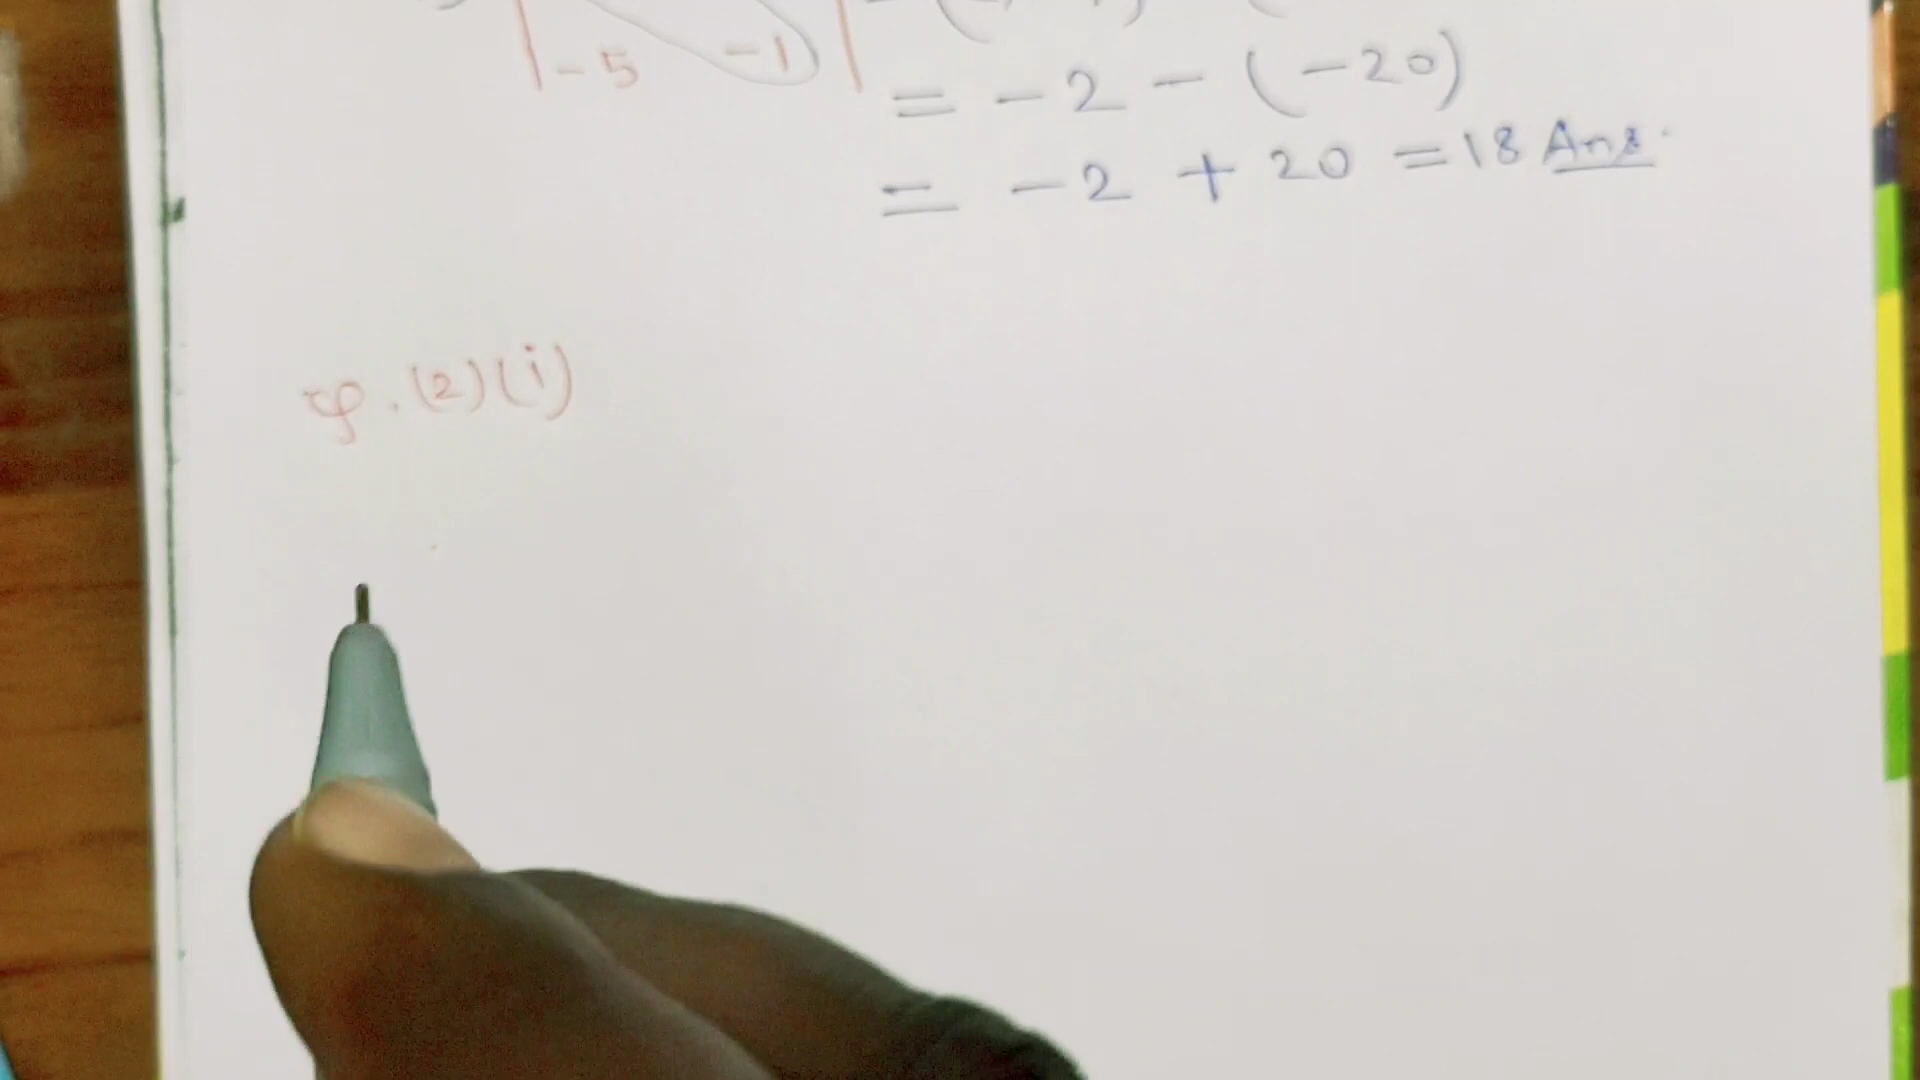 -5 -1
= -2 - (-20)
= -2 + 20 = 18 Ans.
(2)(i)